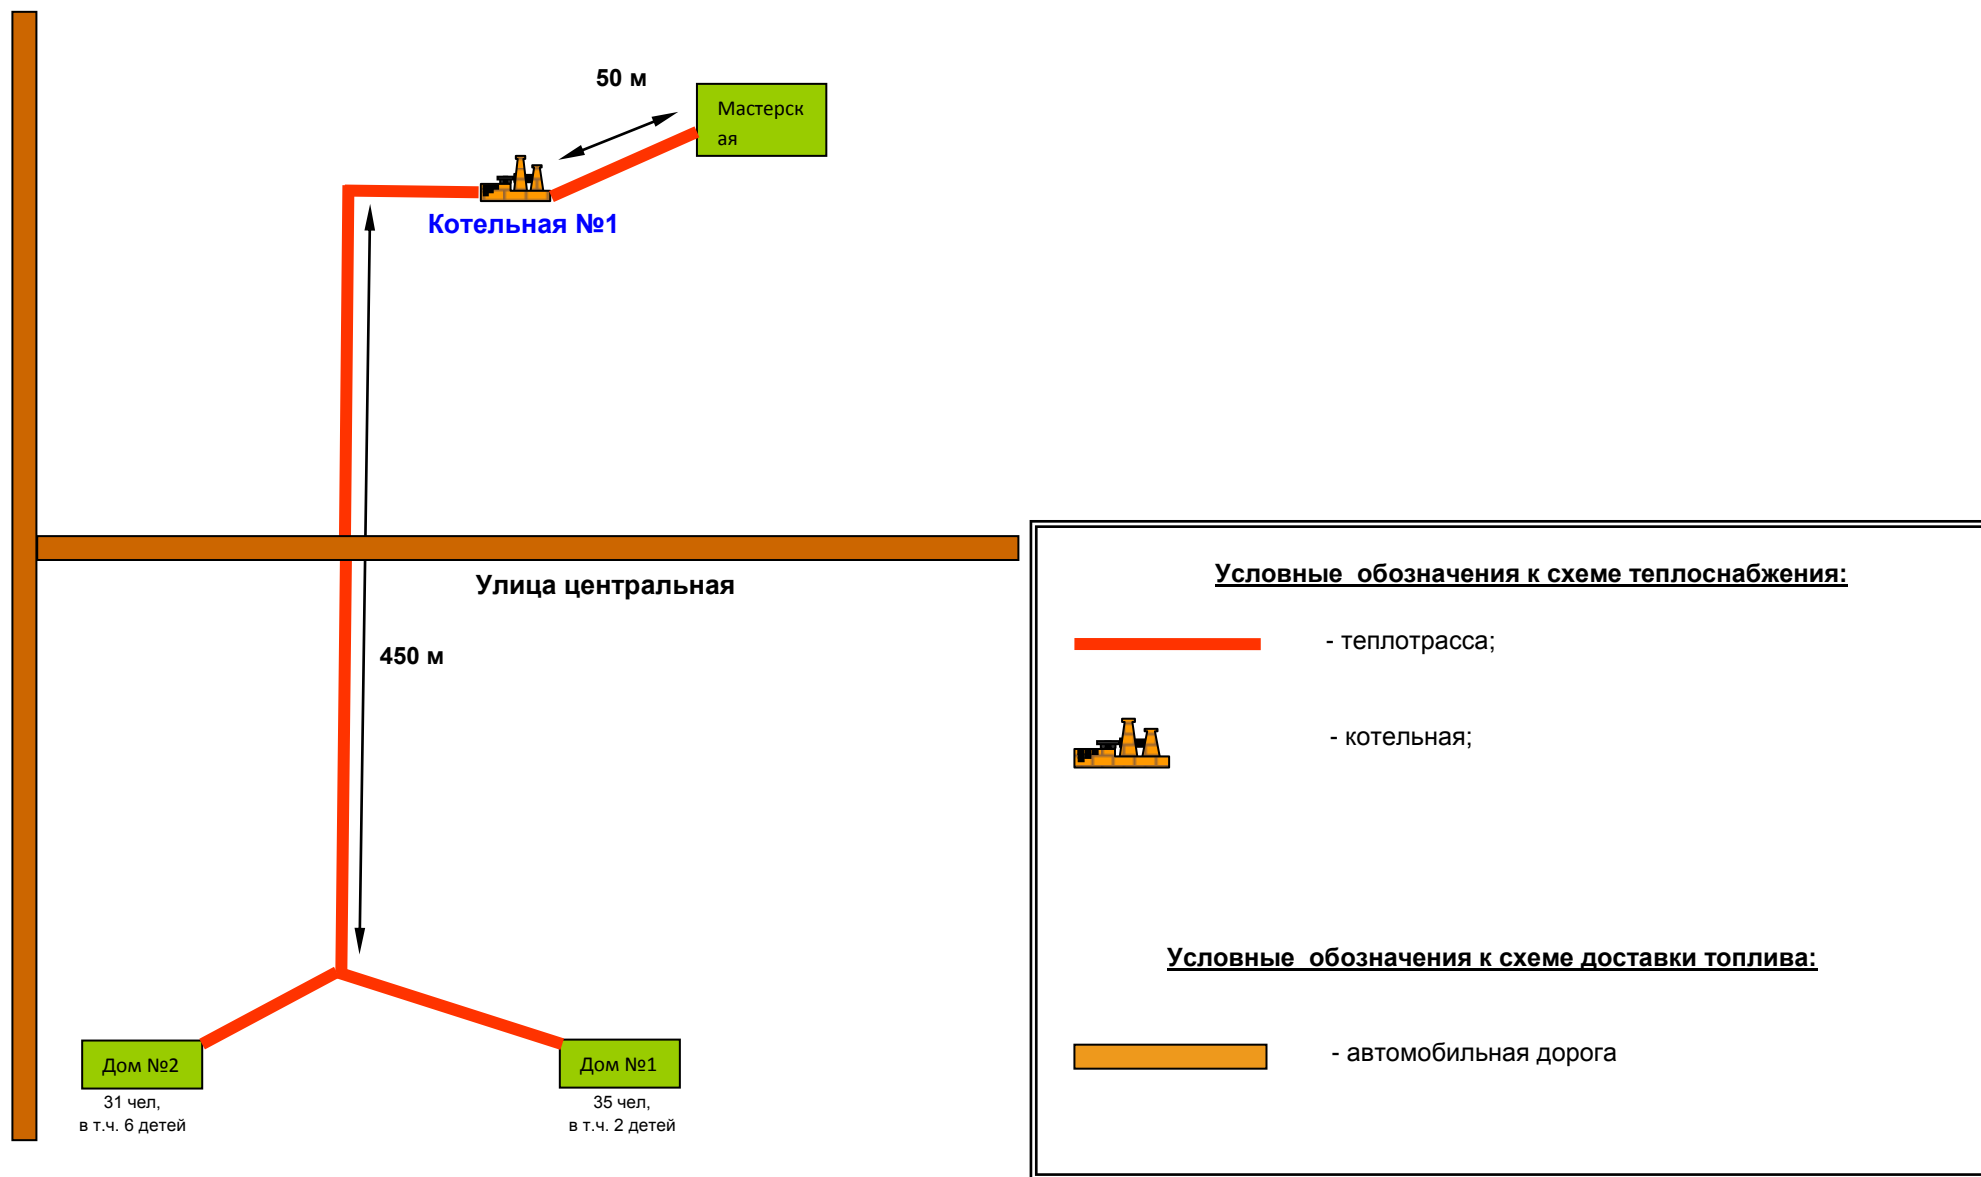 50 м
Мастерск
ая
Котельная №1
Улица центральная
450 м
Дом №2
31 чел,
в т.ч. 6 детей
Дом №1
35 чел,
в т.ч. 2 детей
Условные обозначения к схеме теплоснабжения:
- теплотрасса;
- котельная;
Условные обозначения к схеме доставки топлива:
- автомобильная дорога